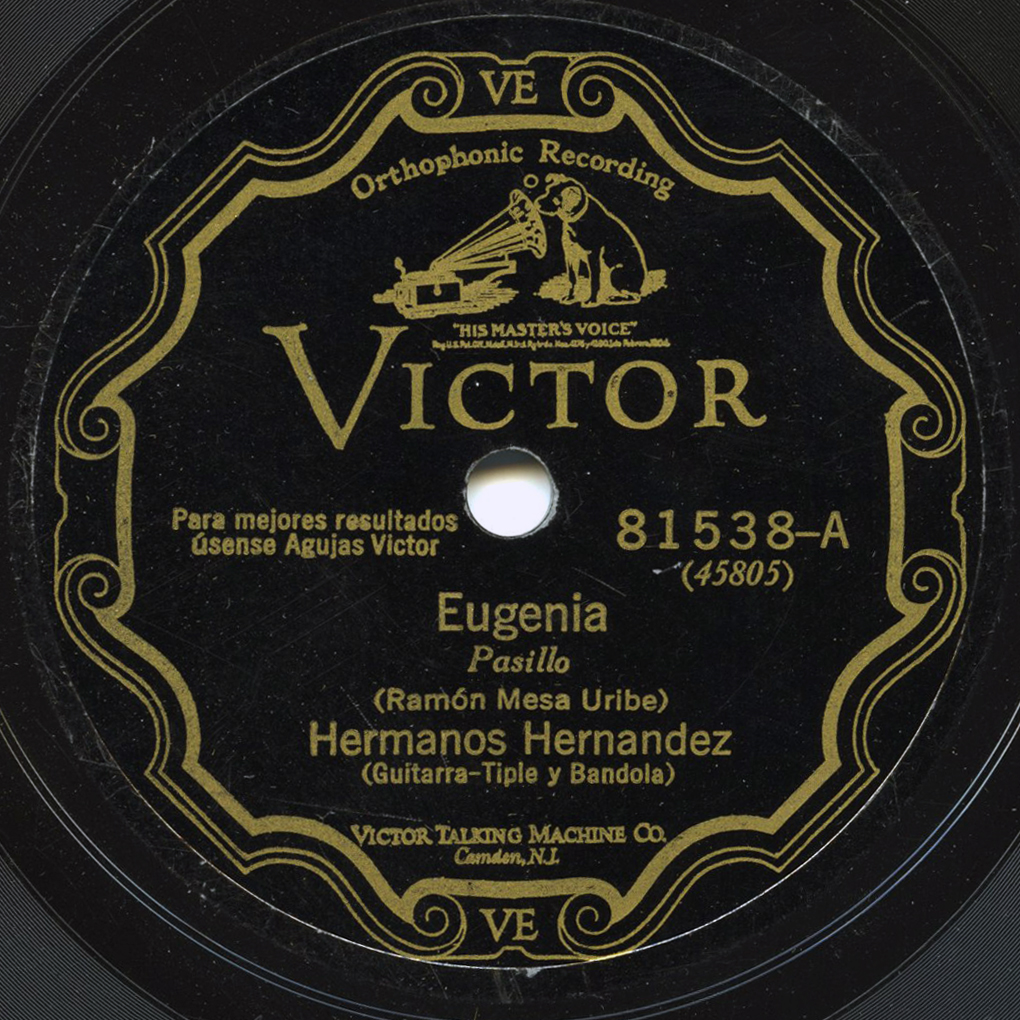 VE
Orthophonic Recording
"HIS MASTER'S VOICE"
VICTOR
Para mejores resultados
úsense Agujas Victor
81538-A
(45805)
Eugenia
Pasillo
(Ramón Mesa Uribe)
Hermanos Hernandez
(Guitarra-Tiple y Bandola)
VICTOR TALKING MACHINE CO.
Camden, N.J.
VE